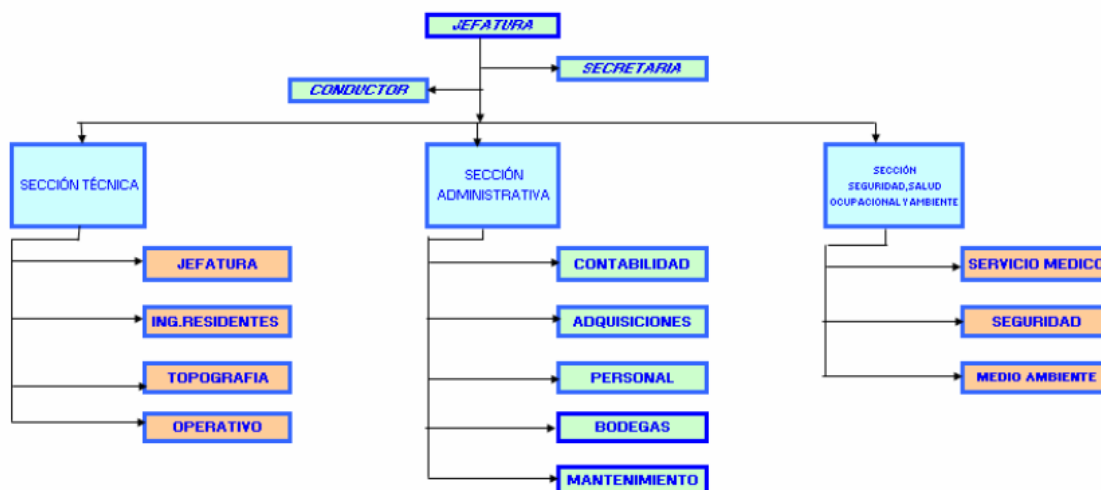 JEFATURA
SECRETARIA
CONDUCTOR
SECCIÓN TÉCNICA
SECCIÓN
ADMINISTRATIVA
SECCIÓN
SEGURIDAD,SALUD
OCUPACIONAL Y AMBIENTE
JEFATURA
ING.RESIDENTES
TOPOGRAFIA
OPERATIVO
CONTABILIDAD
ADQUISICIONES
PERSONAL
BODEGAS
MANTENIMIENTO
SERVICIO MEDICO
SEGURIDAD
MEDIO AMBIENTE